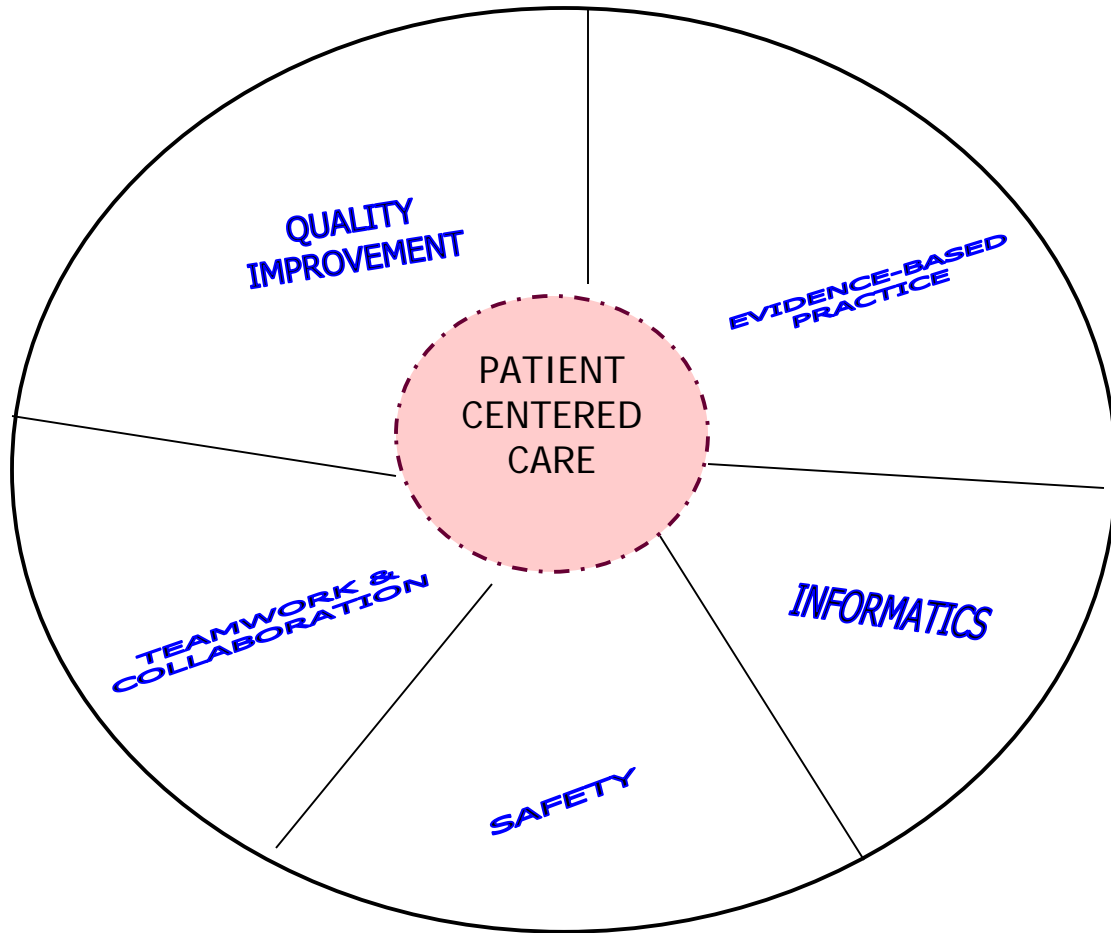 QUALITY
IMPROVEMENT
EVIDENCE-BASED
PRACTICE
PATIENT
CENTERED
CARE
TEAMWORK &
COLLABORATION
INFORMATICS
SAFETY